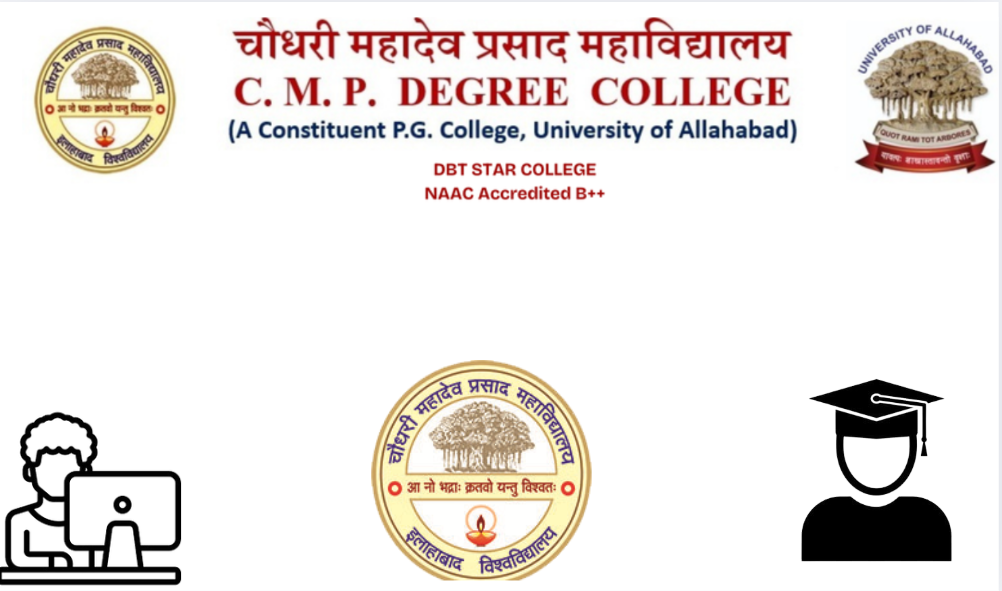 चौधरी महादेव प्रसाद महाविद्यालय
आ नो भद्राः क्रतवो यन्तु विश्वतः
इलाहाबाद विश्वविद्यालय
चौधरी महादेव प्रसाद महाविद्यालय
C. M. P. DEGREE COLLEGE
(A Constituent P.G. College, University of Allahabad)
DBT STAR COLLEGE
NAAC Accredited B++
UNIVERSITY OF ALLAHABAD
QUOT RAMI TOT ARBORES
चौधरी महादेव प्रसाद महाविद्यालय
आ नो भद्राः क्रतवो यन्तु विश्वतः
इलाहाबाद विश्वविद्यालय